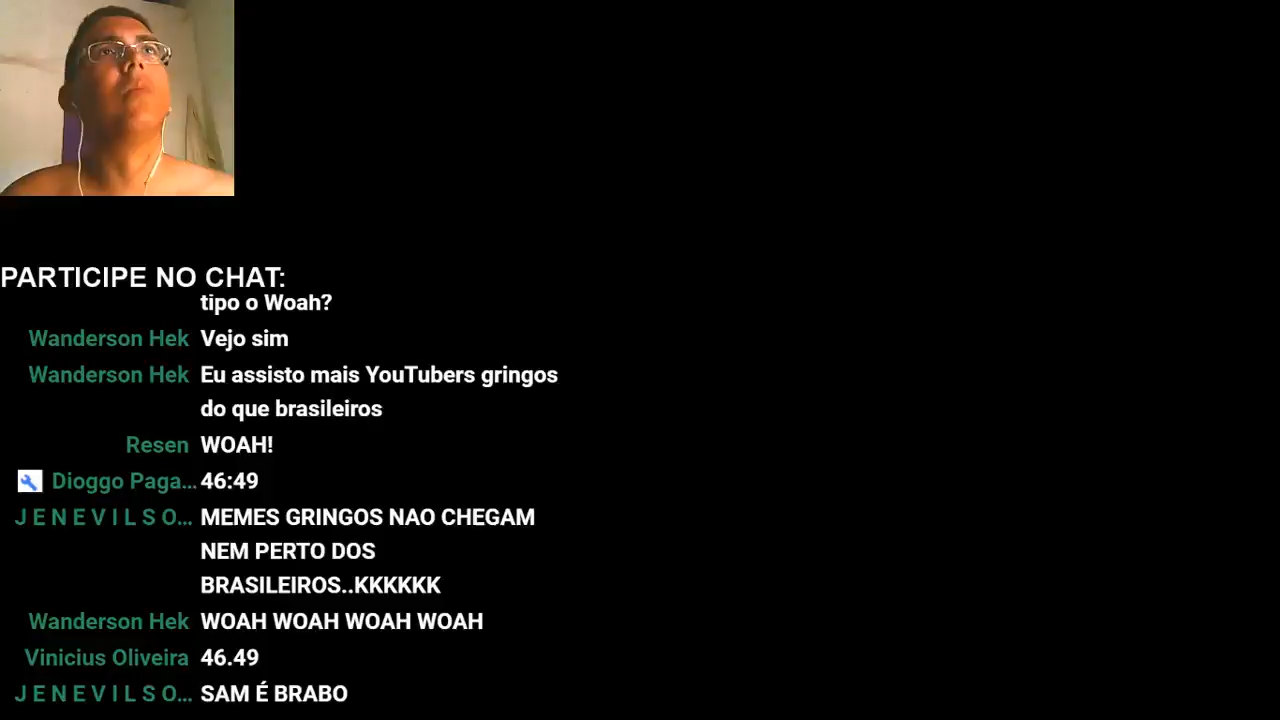 PARTICIPE NO CHAT:
tipo o Woah?
Wanderson Hek Vejo sim
Wanderson Hek Eu assisto mais YouTubers gringos
do que brasileiros
Resen WOAH!
Dioggo Paga... 46:49
J E N E V I L S O... MEMES GRINGOS NAO CHEGAM
NEM PERTO DOS
BRASILEIROS..KKKKKK
Wanderson Hek WOAH WOAH WOAH WOAH
Vinicius Oliveira 46.49
J E N E V I L S O... SAM É BRABO